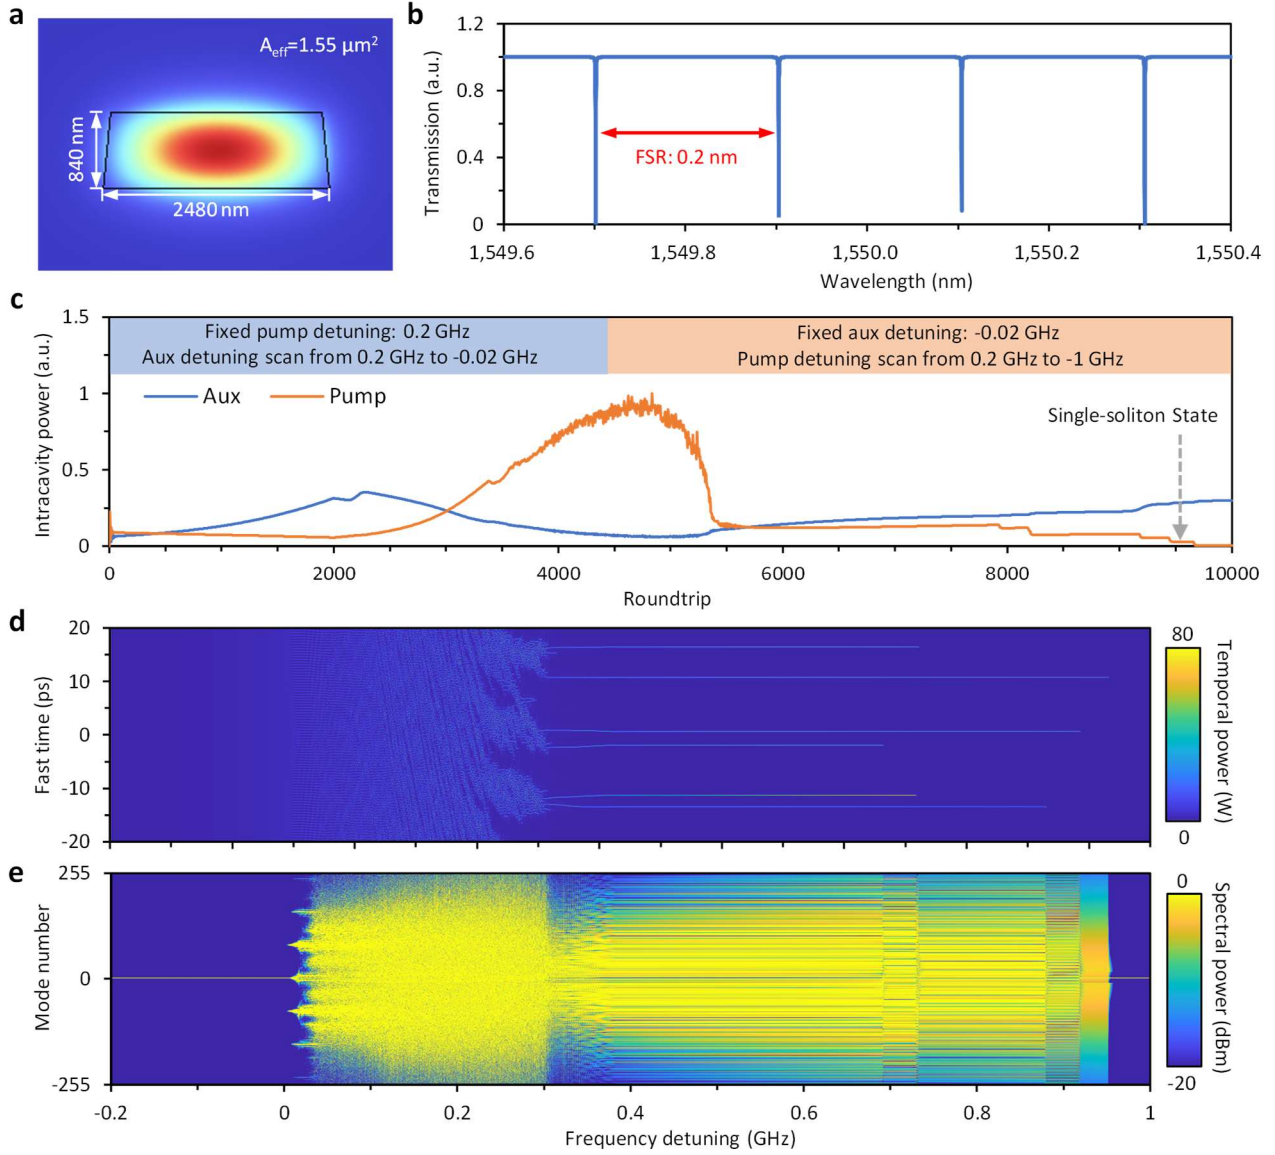 a
A_eff=1.55 μm²
840 nm
2480 nm
b
1.2
0.8
0.4
0
Transmission (a.u.)
FSR: 0.2 nm
1,549.6
1,549.8
1,550.0
1,550.2
1,550.4
Wavelength (nm)
c
1.5
1
0.5
0
Intracavity power (a.u.)
Fixed pump detuning: 0.2 GHz
Aux detuning scan from 0.2 GHz to -0.02 GHz
Fixed aux detuning: -0.02 GHz
Pump detuning scan from 0.2 GHz to -1 GHz
Aux
Pump
Single-soliton State
0
2000
4000
6000
8000
10000
Roundtrip
d
20
10
0
-10
-20
Fast time (ps)
80
0
Temporal power (W)
e
255
0
-255
Mode number
0
-20
Spectral power (dBm)
-0.2
0
0.2
0.4
0.6
0.8
1
Frequency detuning (GHz)